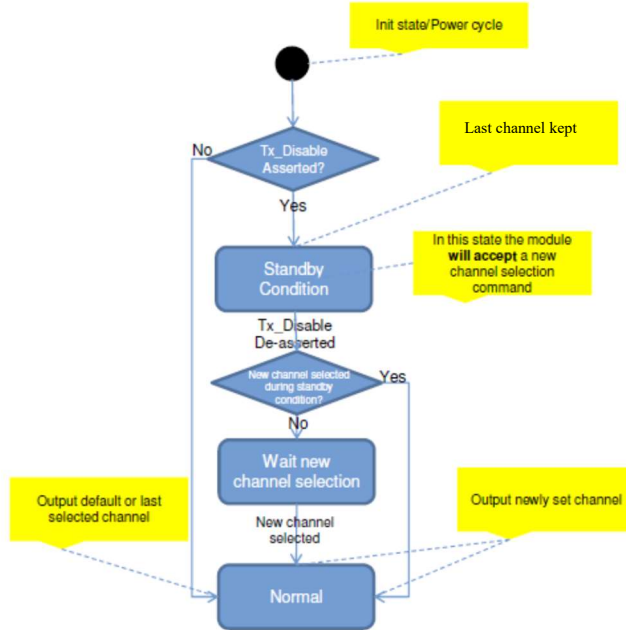 Init state/Power cycle
Last channel kept
No
Tx_Disable
Asserted?
Yes
Standby
Condition
In this state the module
will accept a new
channel selection
command
Tx_Disable
De-asserted
New channel selected
during standby
condition?
Yes
No
Wait new
channel selection
Output default or last
selected channel
Output newly set channel
New channel
selected
Normal